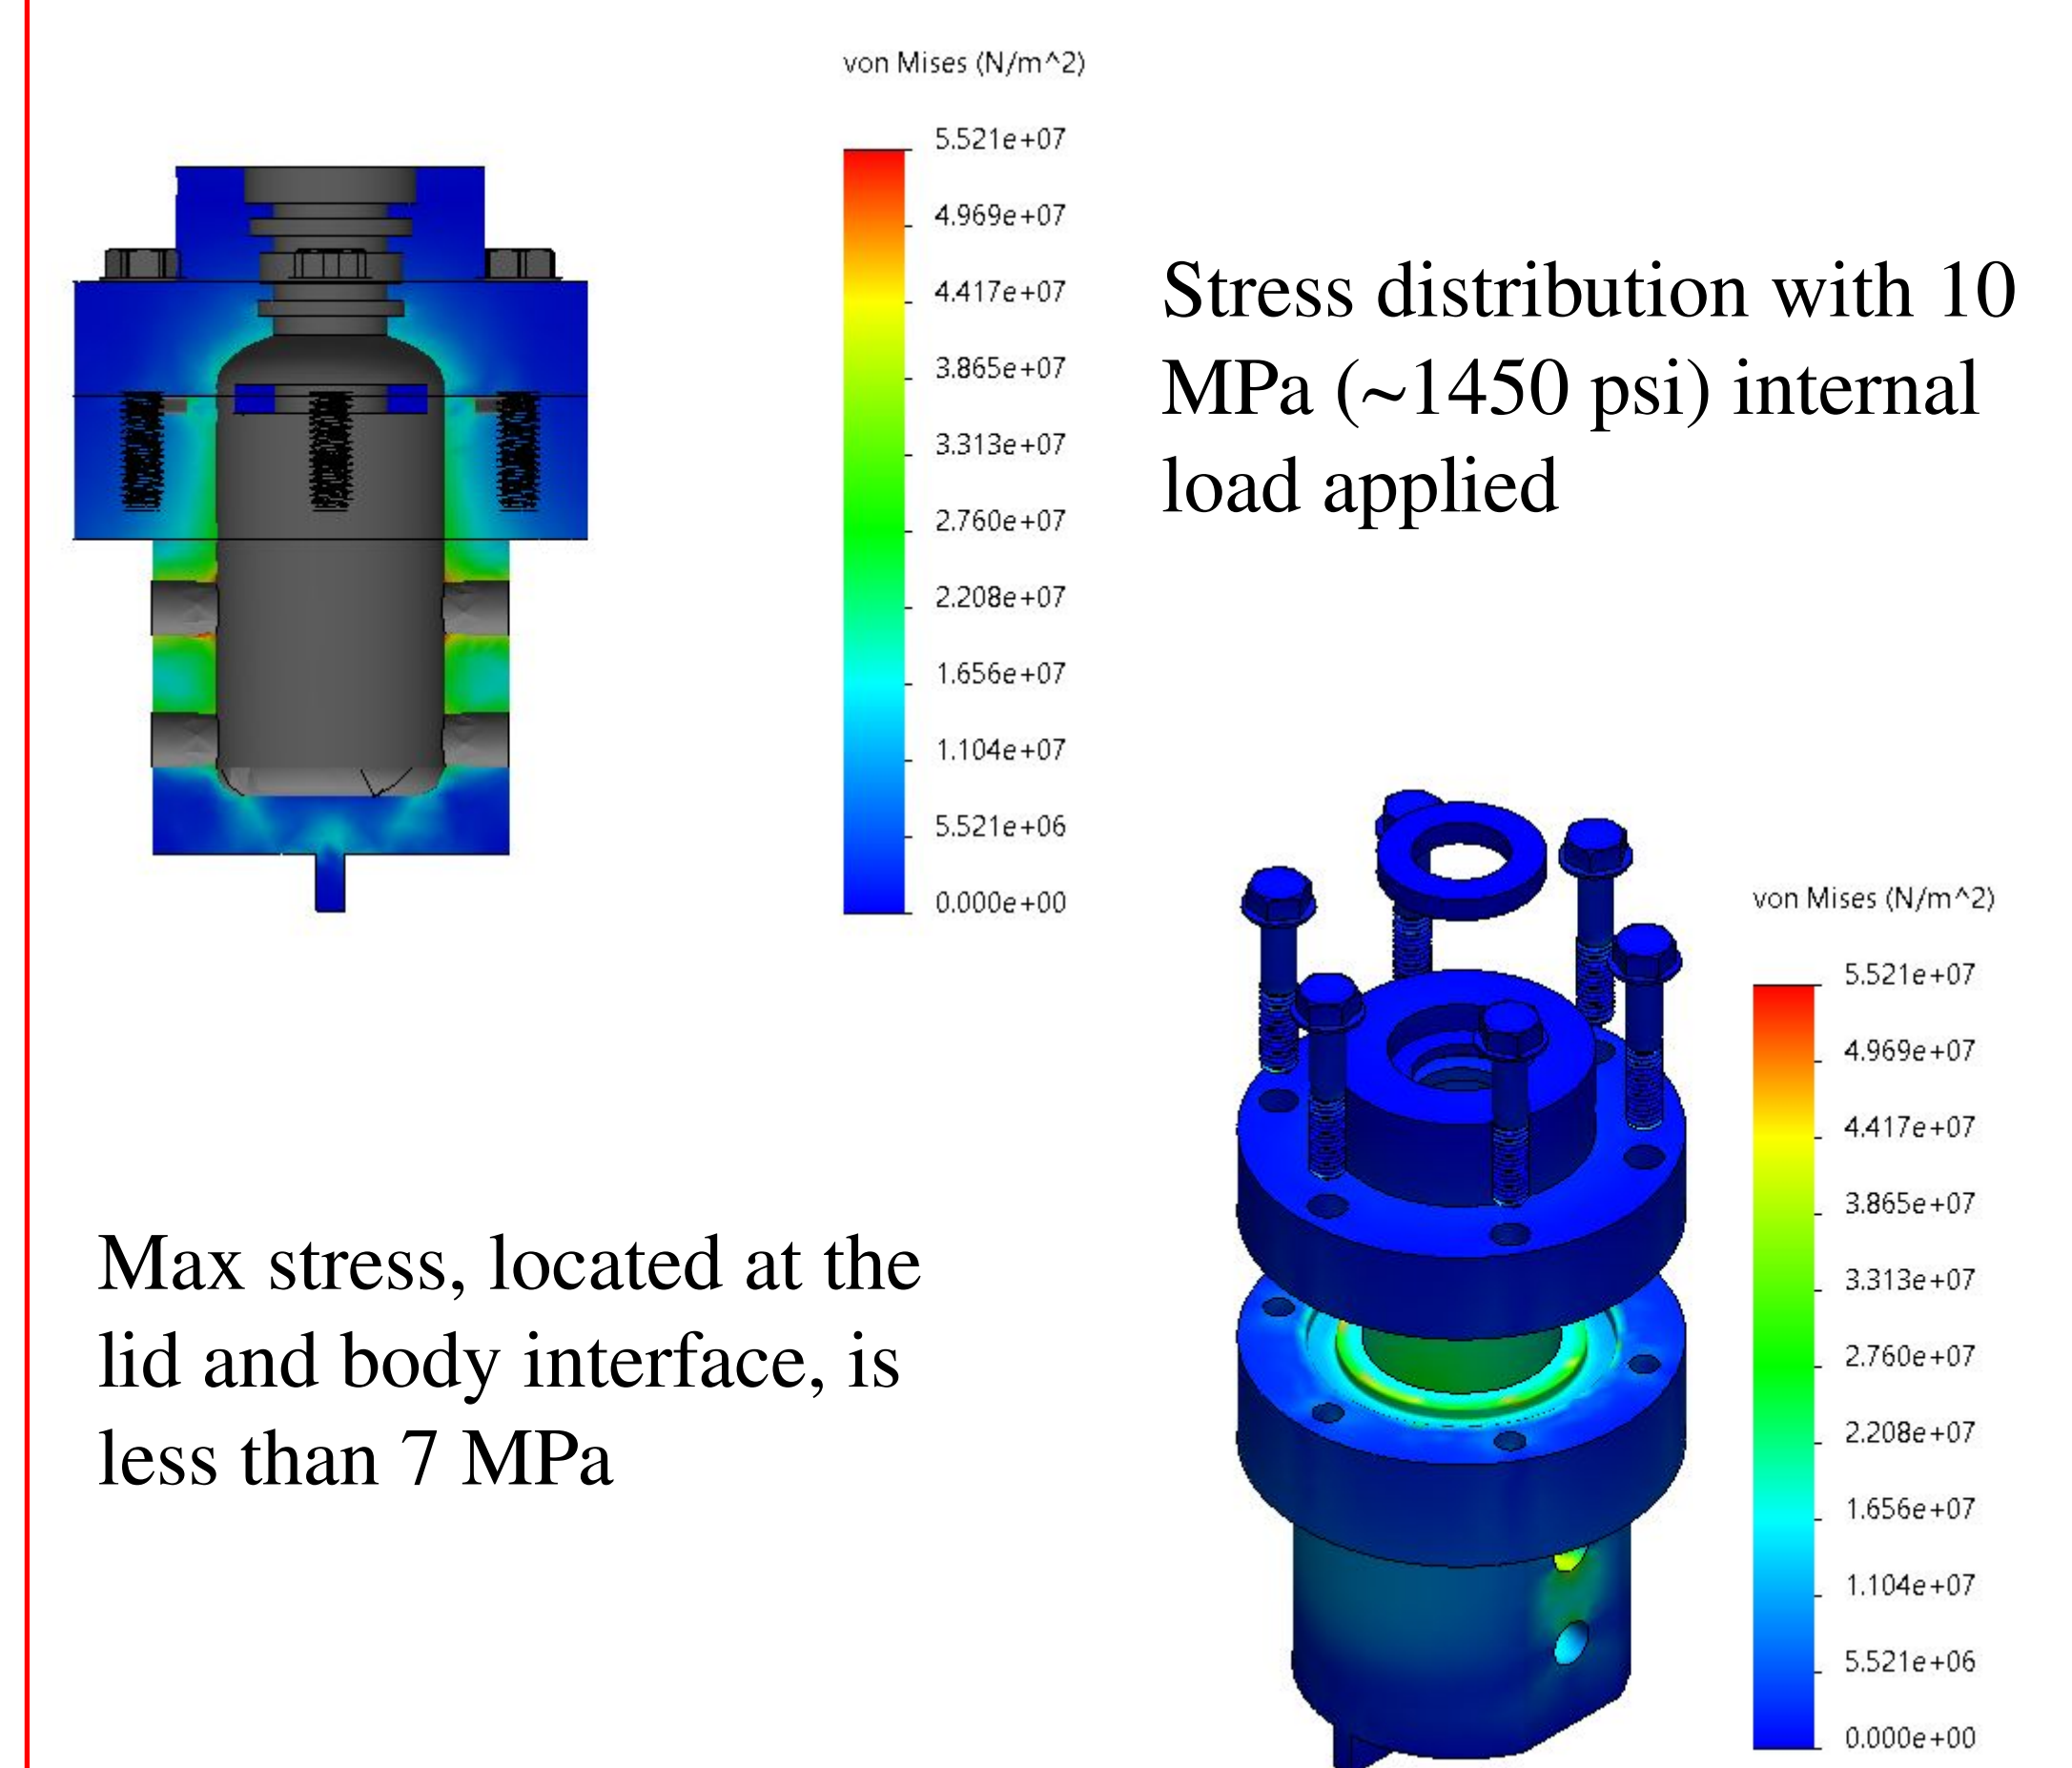 von Mises (N/m^2)
5.521e+07
4.969e+07
4.417e+07
3.865e+07
3.313e+07
2.760e+07
2.208e+07
1.656e+07
1.104e+07
5.521e+06
0.000e+00
Stress distribution with 10
MPa (~1450 psi) internal
load applied
Max stress, located at the
lid and body interface, is
less than 7 MPa
von Mises (N/m^2)
5.521e+07
4.969e+07
4.417e+07
3.865e+07
3.313e+07
2.760e+07
2.208e+07
1.656e+07
1.104e+07
5.521e+06
0.000e+00